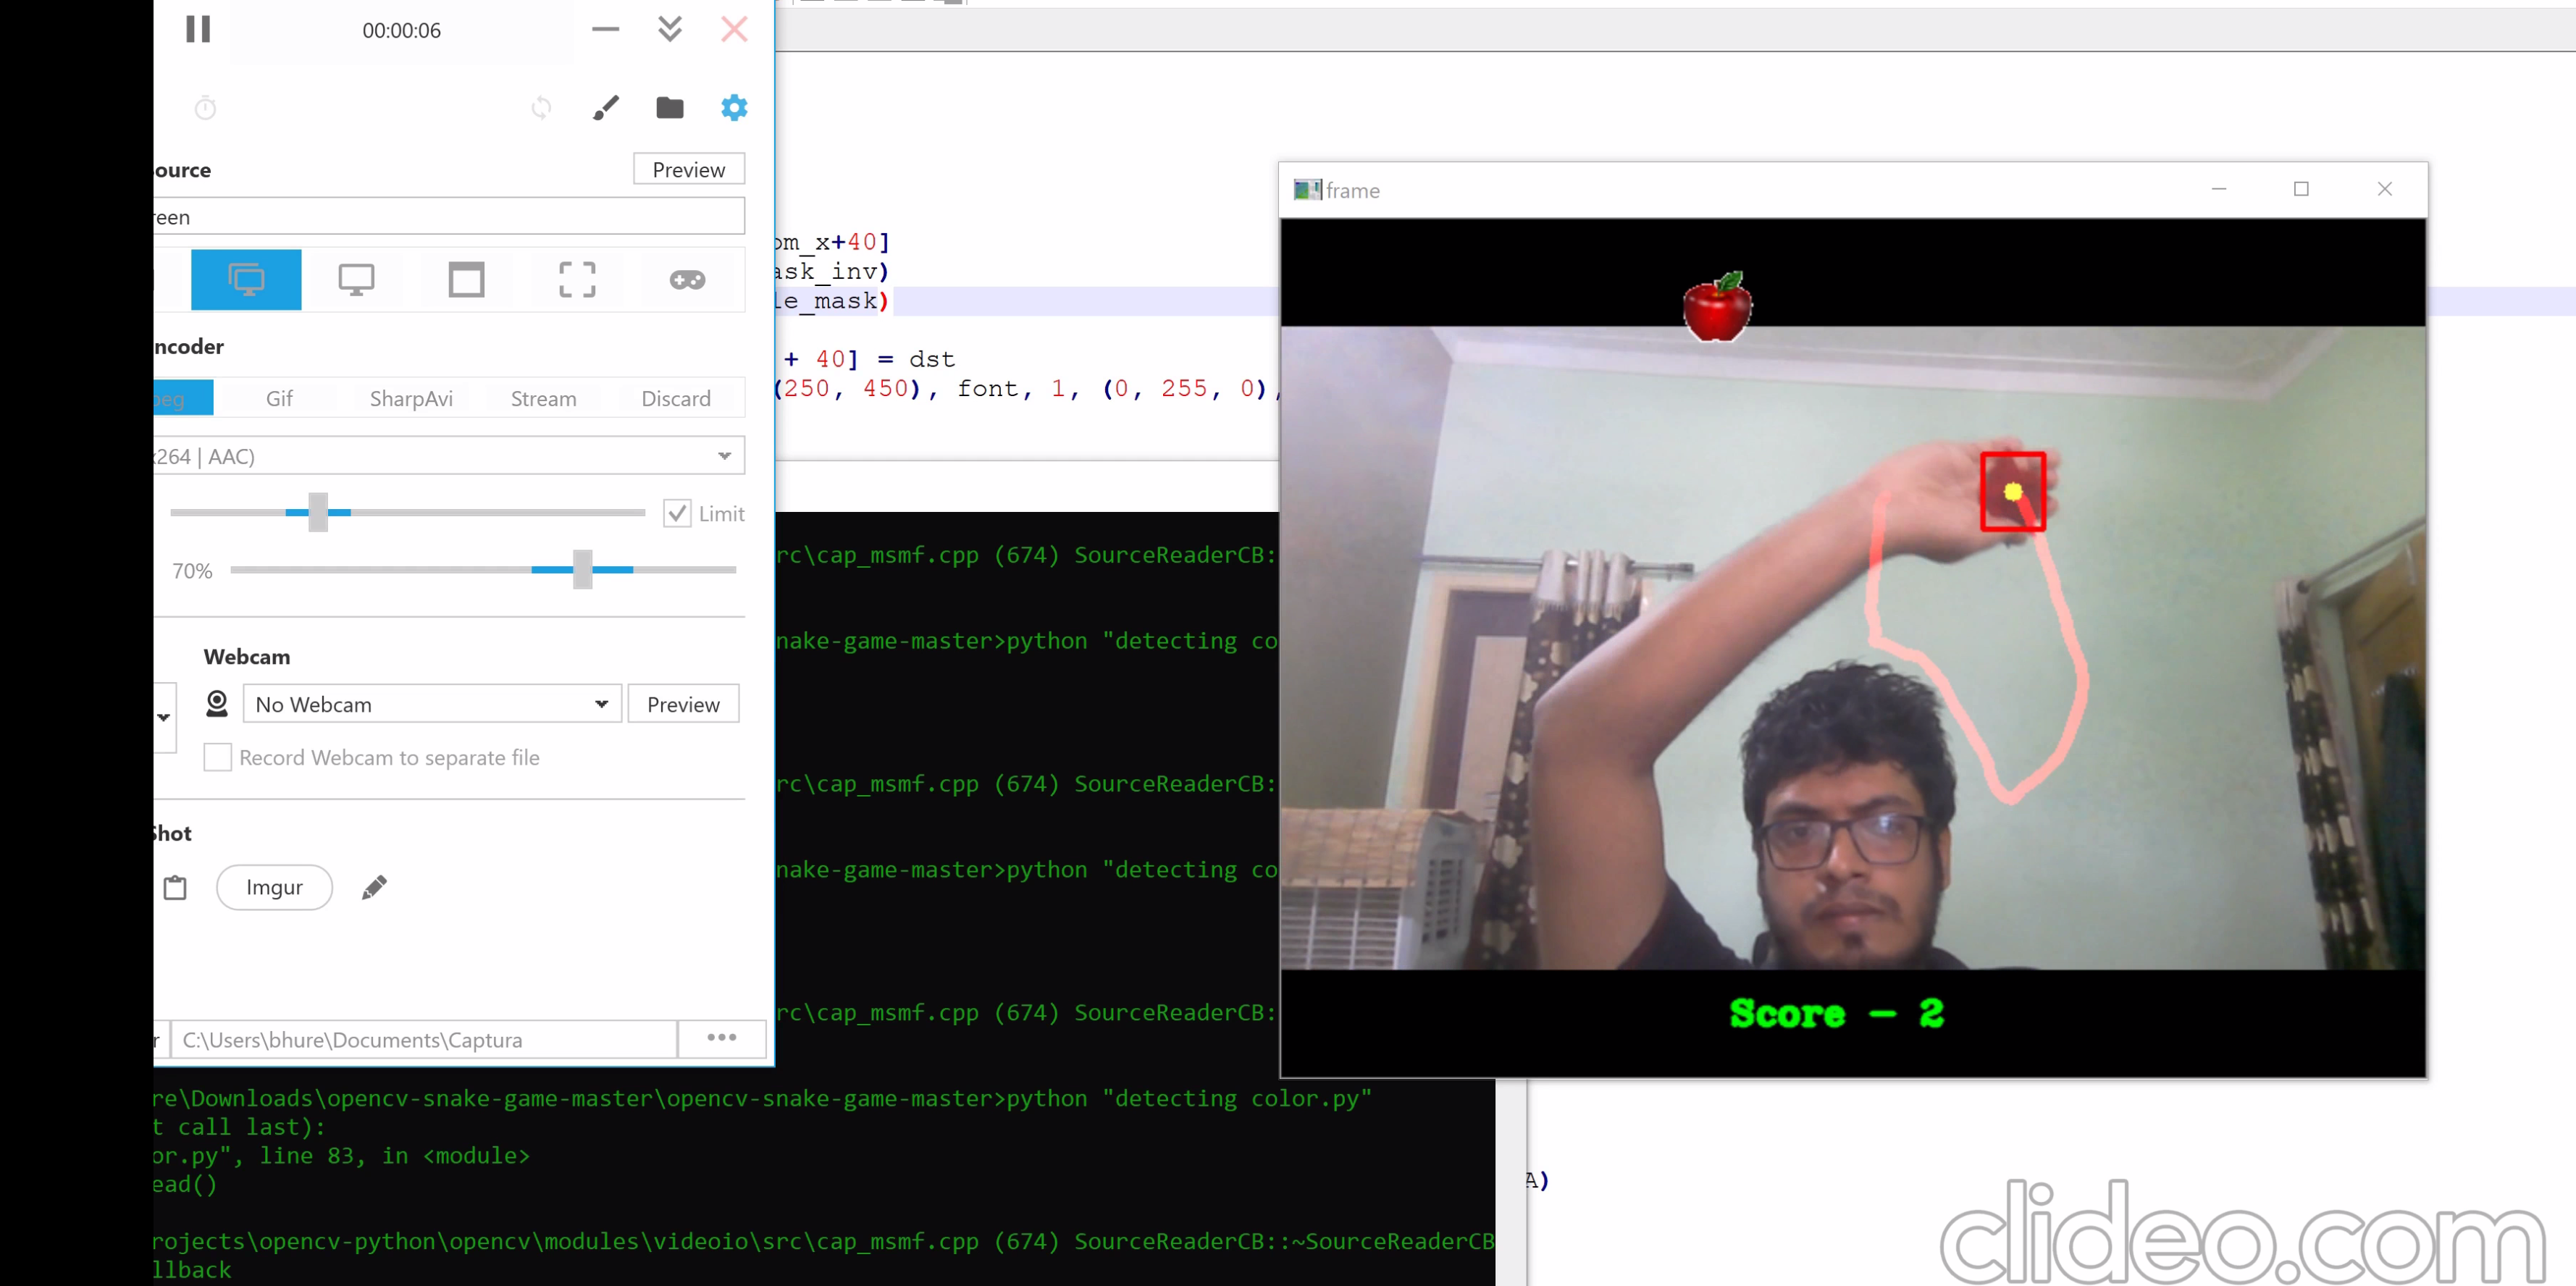 00:00:06
ource
Preview
reen
ncoder
peg
Gif
SharpAvi
Stream
Discard
x264 | AAC)
Limit
70%
Webcam
No Webcam
Preview
Record Webcam to separate file
Shot
Imgur
r
C:\Users\bhure\Documents\Captura
om_x+40]
ask_inv)
le_mask)
+ 40] = dst
(250, 450), font, 1, (0, 255, 0),
rc\cap_msmf.cpp (674) SourceReaderCB:
nake-game-master>python "detecting co
rc\cap_msmf.cpp (674) SourceReaderCB:
nake-game-master>python "detecting co
rc\cap_msmf.cpp (674) SourceReaderCB:
re\Downloads\opencv-snake-game-master\opencv-snake-game-master>python "detecting color.py"
t call last):
or.py", line 83, in <module>
ead()
rojects\opencv-python\opencv\modules\videoio\src\cap_msmf.cpp (674) SourceReaderCB::~SourceReaderCB
llback
frame
Score - 2
A)
clideo.com